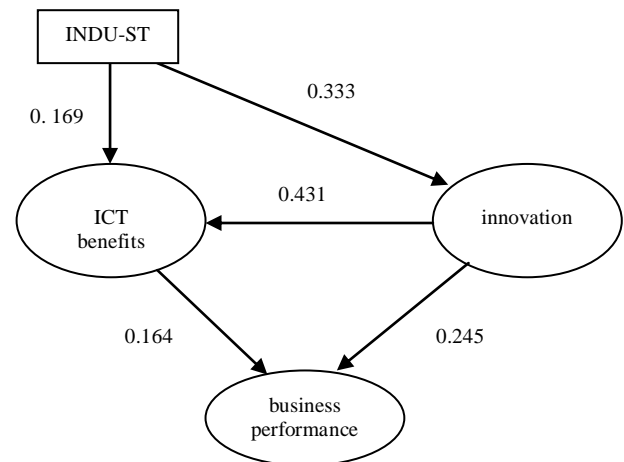 INDU-ST
0.333
0. 169
0.431
ICT
benefits
innovation
0.164
0.245
business
performance